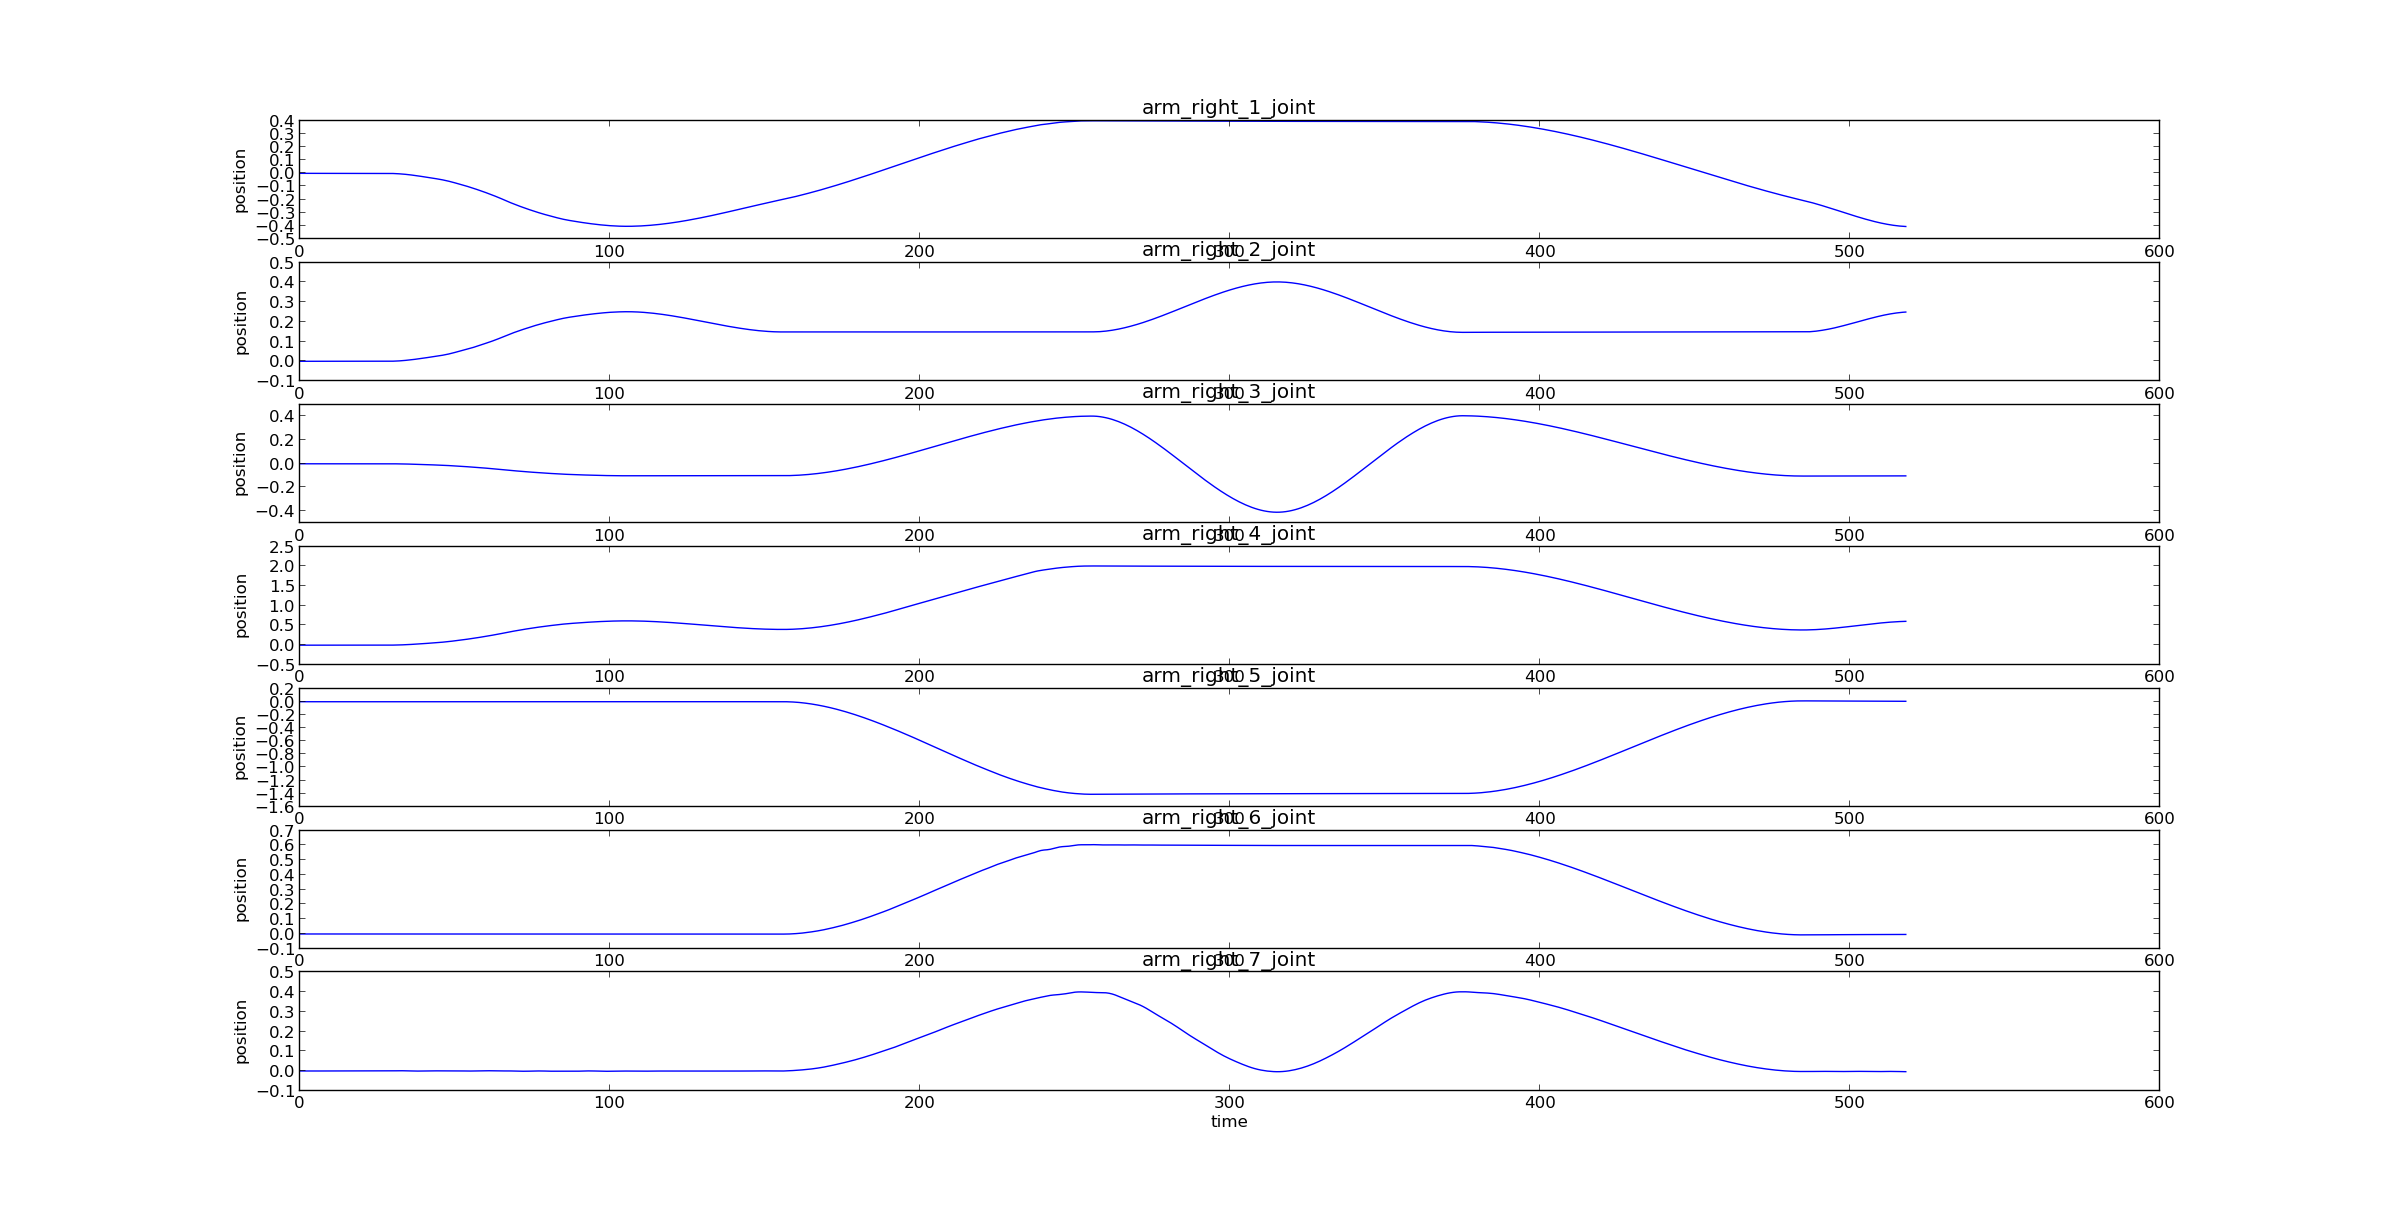 arm_right_1_joint
position
0.4
0.3
0.2
0.1
0.0
−0.1
−0.2
−0.3
−0.4
−0.5
0 100 200 300 400 500 600
arm_right_2_joint
position
0.5
0.4
0.3
0.2
0.1
0.0
−0.1
0 100 200 300 400 500 600
arm_right_3_joint
position
0.4
0.2
0.0
−0.2
−0.4
0 100 200 300 400 500 600
arm_right_4_joint
position
2.5
2.0
1.5
1.0
0.5
0.0
−0.5
0 100 200 300 400 500 600
arm_right_5_joint
position
0.2
0.0
−0.2
−0.4
−0.6
−0.8
−1.0
−1.2
−1.4
−1.6
0 100 200 300 400 500 600
arm_right_6_joint
position
0.7
0.6
0.5
0.4
0.3
0.2
0.1
0.0
−0.1
0 100 200 300 400 500 600
arm_right_7_joint
position
0.5
0.4
0.3
0.2
0.1
0.0
−0.1
0 100 200 300 400 500 600
time